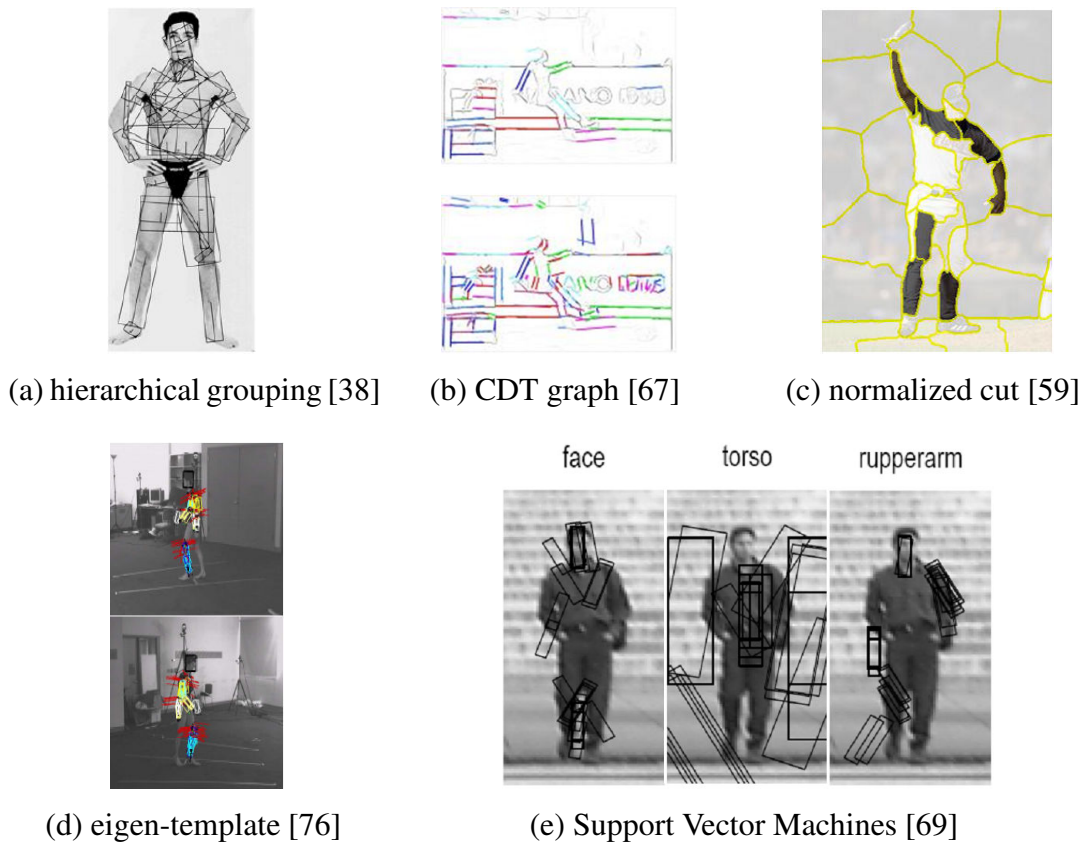 (a) hierarchical grouping [38]
(b) CDT graph [67]
(c) normalized cut [59]
face
torso
rupperarm
(d) eigen-template [76]
(e) Support Vector Machines [69]